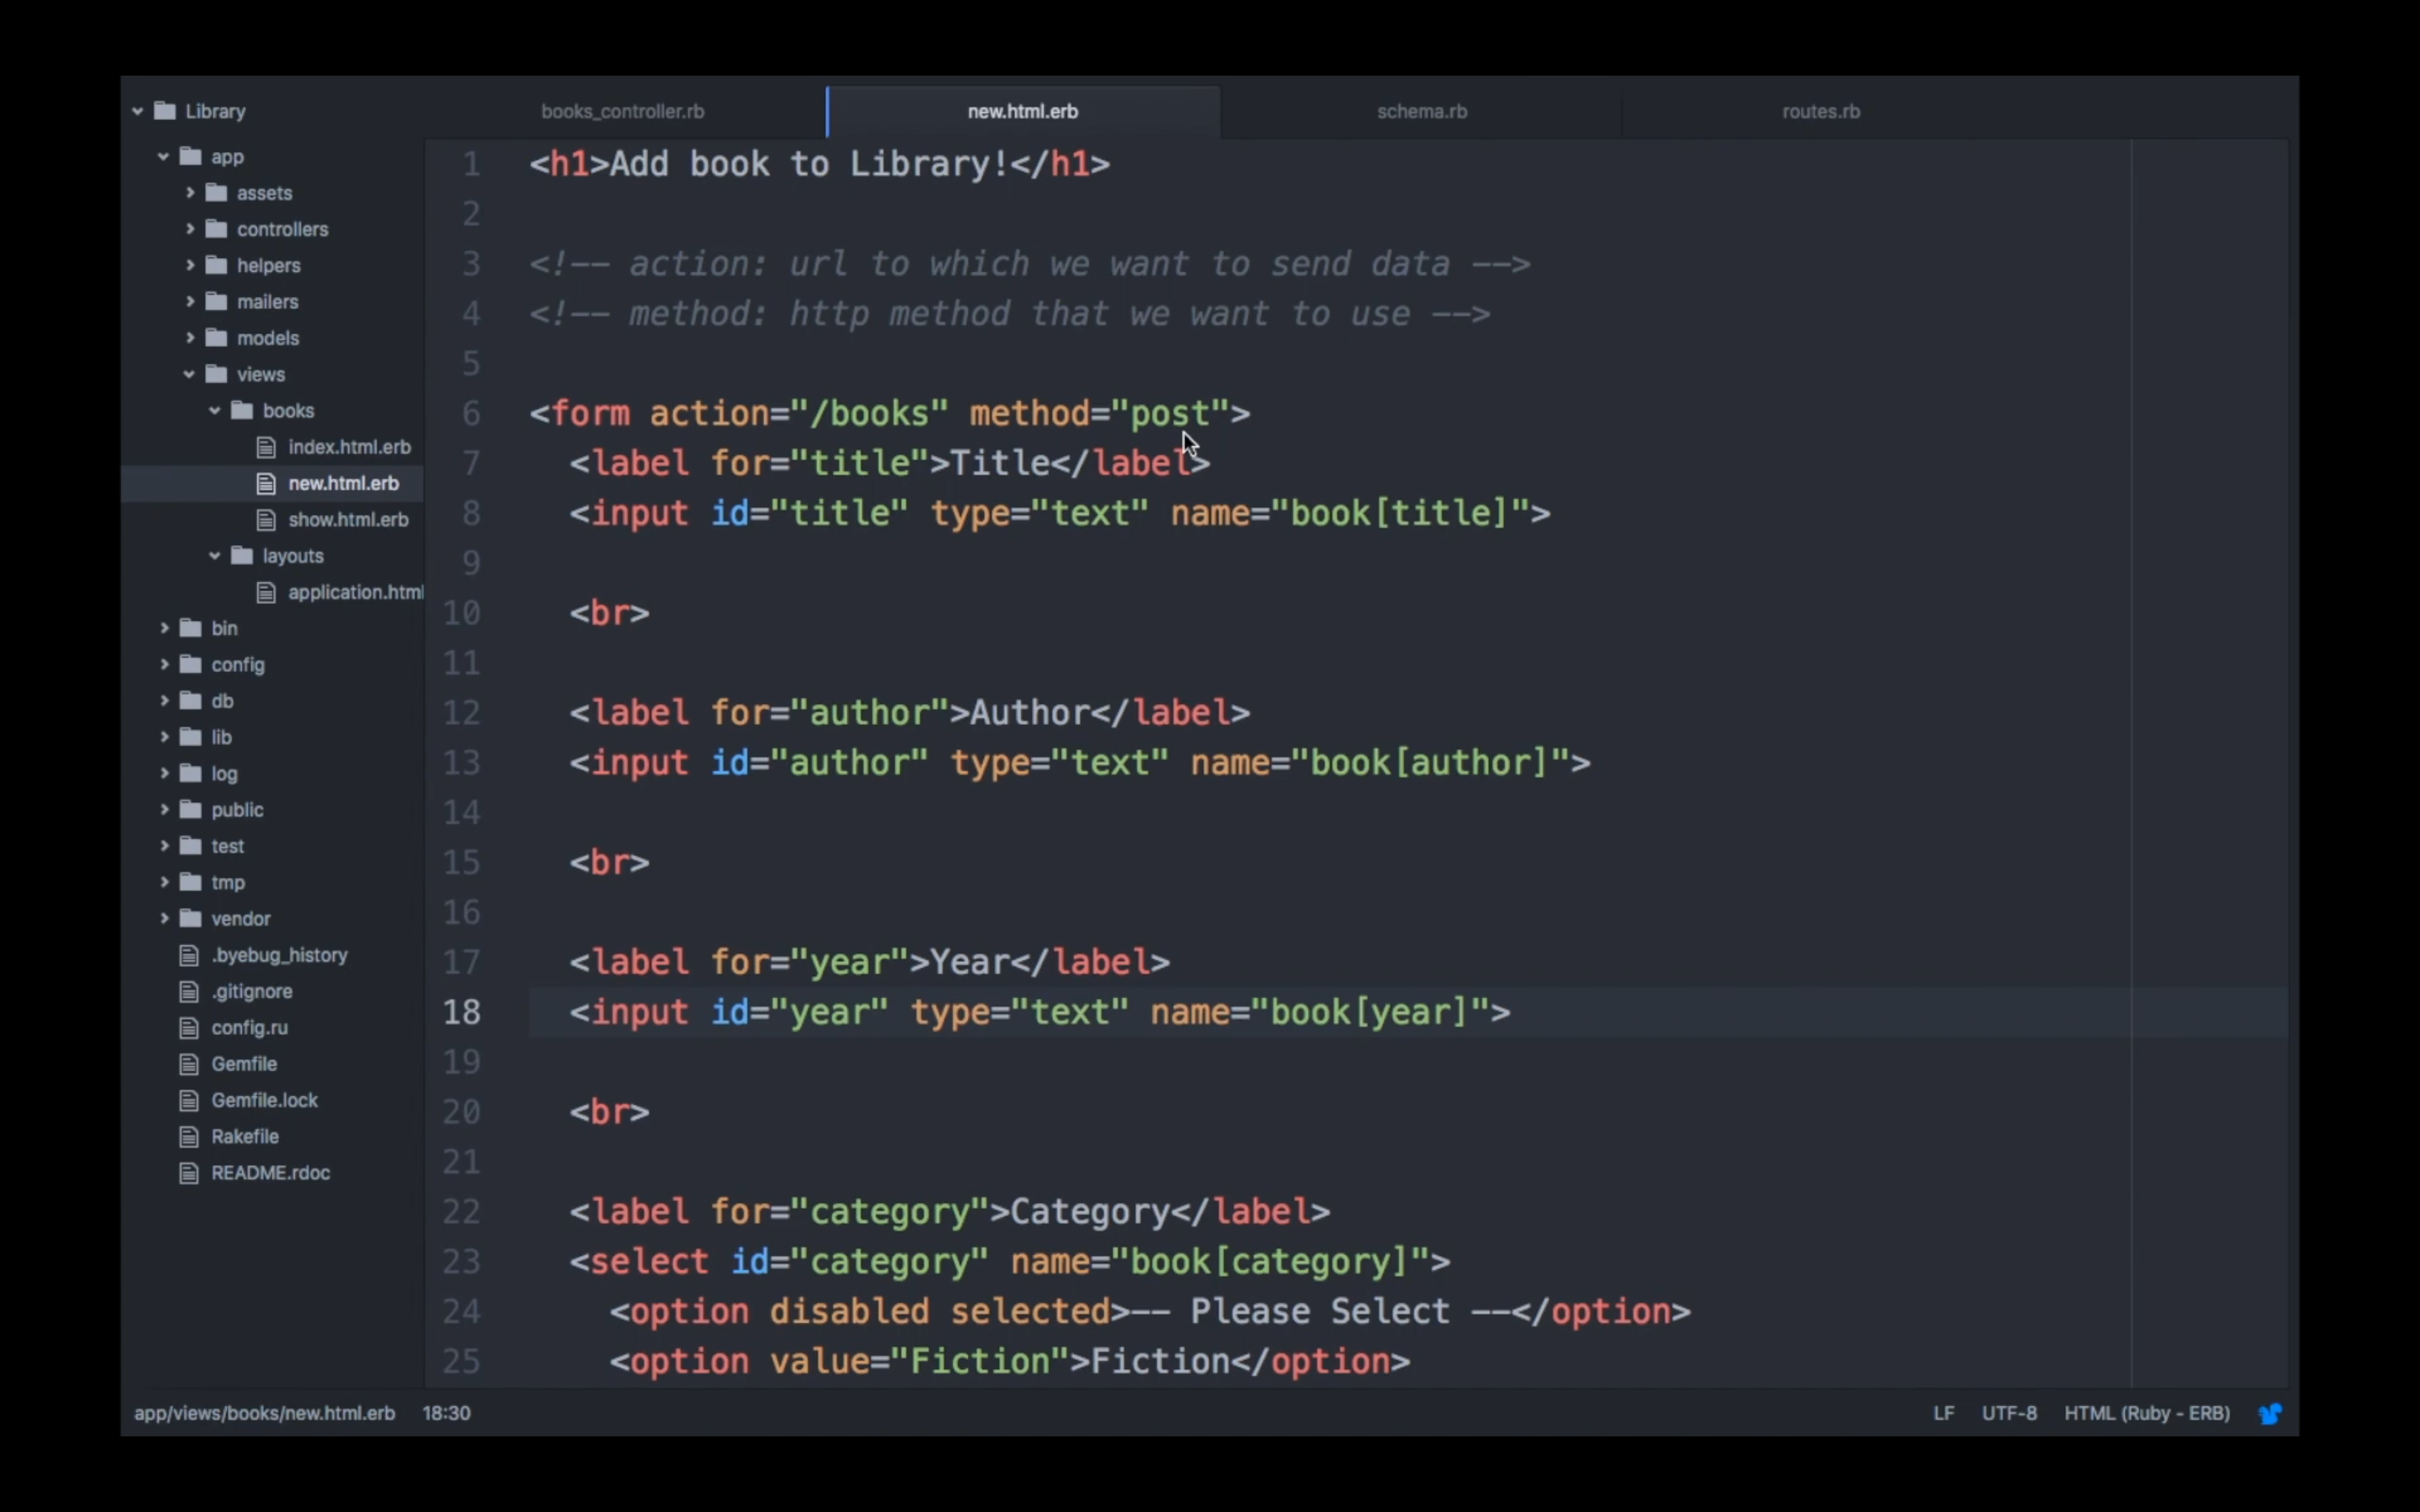 Library
app
assets
controllers
helpers
mailers
models
views
books
index.html.erb
new.html.erb
show.html.erb
layouts
application.html
bin
config
db
lib
log
public
test
tmp
vendor
.byebug_history
.gitignore
config.ru
Gemfile
Gemfile.lock
Rakefile
README.rdoc
books_controller.rb new.html.erb schema.rb routes.rb
1 <h1>Add book to Library!</h1>
2
3 <!-- action: url to which we want to send data -->
4 <!-- method: http method that we want to use -->
5
6 <form action="/books" method="post">
7 <label for="title">Title</label>
8 <input id="title" type="text" name="book[title]">
9
10 <br>
11
12 <label for="author">Author</label>
13 <input id="author" type="text" name="book[author]">
14
15 <br>
16
17 <label for="year">Year</label>
18 <input id="year" type="text" name="book[year]">
19
20 <br>
21
22 <label for="category">Category</label>
23 <select id="category" name="book[category]">
24 <option disabled selected>-- Please Select --</option>
25 <option value="Fiction">Fiction</option>
app/views/books/new.html.erb 18:30 LF UTF-8 HTML (Ruby - ERB)